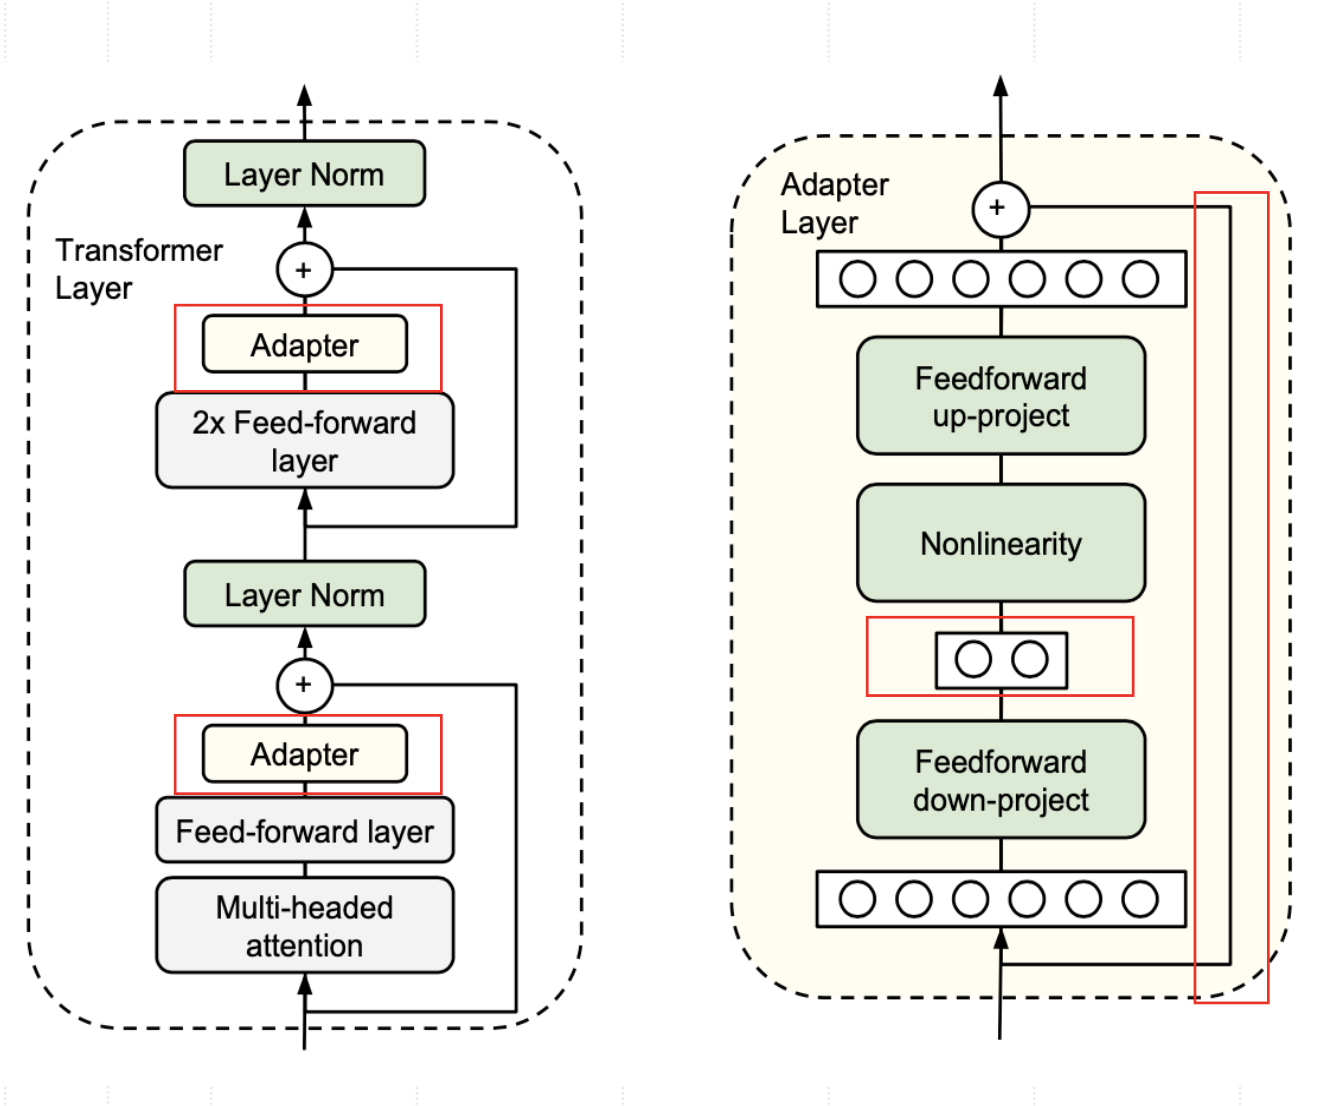 Layer Norm
Transformer
Layer
+
Adapter
2x Feed-forward
layer
Layer Norm
+
Adapter
Feed-forward layer
Multi-headed
attention
Adapter
Layer
+
Feedforward
up-project
Nonlinearity
Feedforward
down-project